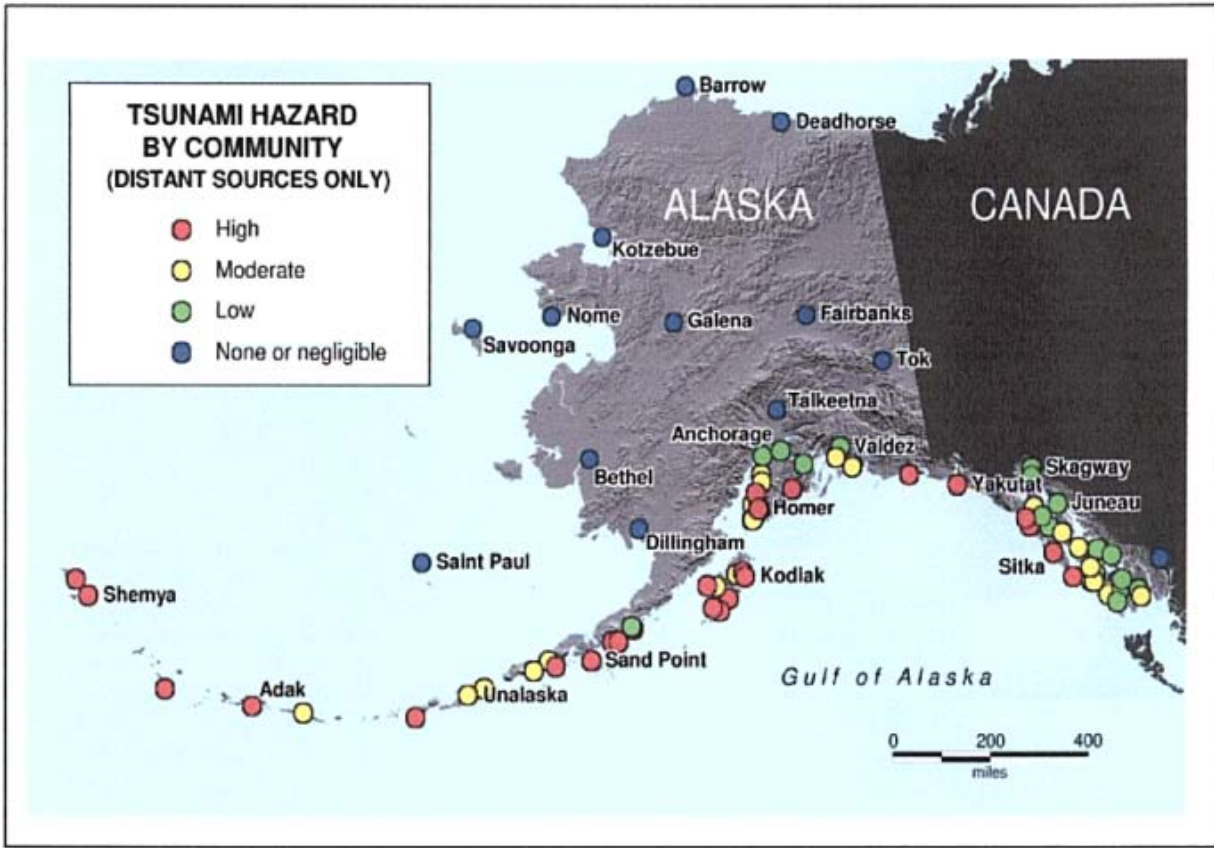 TSUNAMI HAZARD
BY COMMUNITY
(DISTANT SOURCES ONLY)
High
Moderate
Low
None or negligible
Barrow
Deadhorse
ALASKA
CANADA
Kotzebue
Nome
Galena
Fairbanks
Savoonga
Tok
Talkeetna
Anchorage
Valdez
Bethel
Skagway
Yakutat
Juneau
Homer
Dillingham
Saint Paul
Sitka
Kodiak
Shemya
Sand Point
Gulf of Alaska
Adak
Unalaska
0 200 400
miles